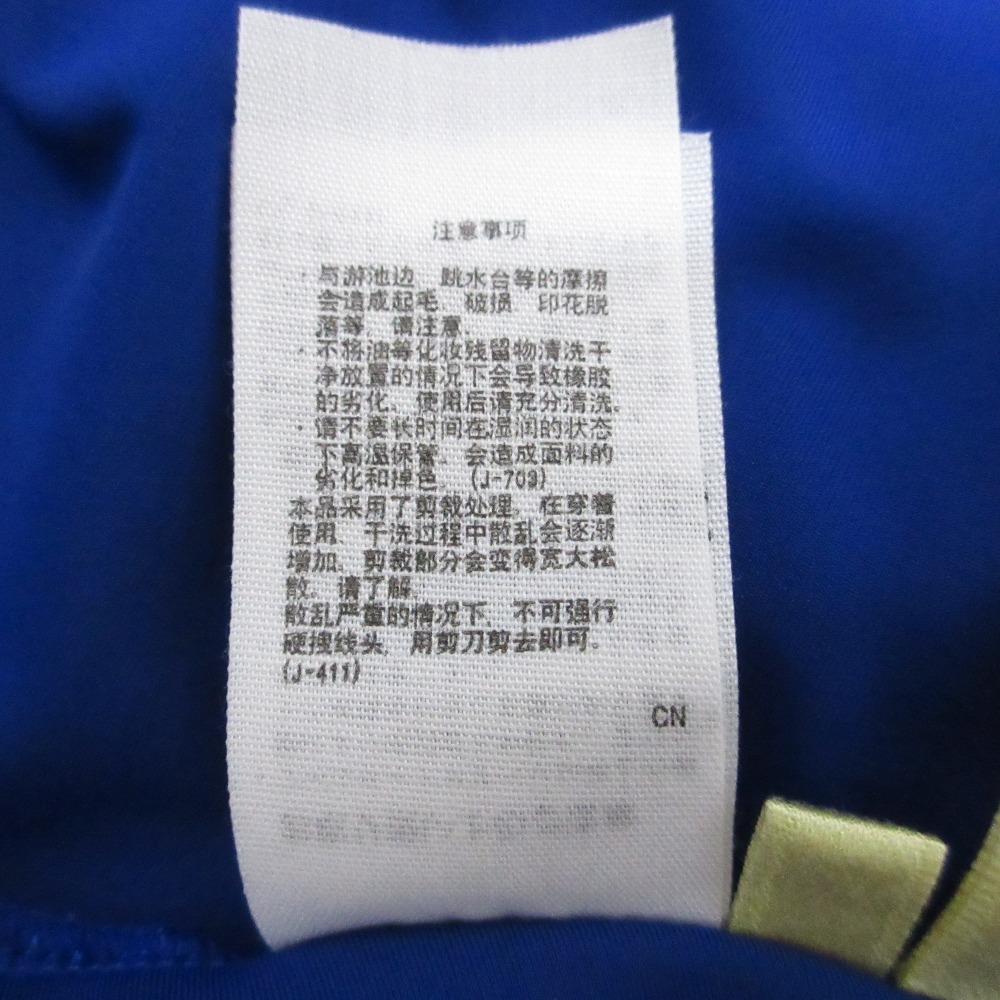 注意事项
·与游池边、跳水台等的摩擦
会造成起毛、破损、印花脱
落等，请注意。
·不将油等化妆残留物清洗干
净放置的情况下会导致橡胶
的劣化，使用后请充分清洗。
·请不要长时间在湿润的状态
下高温保管，会造成面料的
劣化和掉色。(J-703)
本品采用了剪裁处理，在穿着
使用、干洗过程中散乱会逐渐
增加，剪裁部分会变得宽大松
散。请了解。
散乱严重的情况下，不可强行
硬拽线头，用剪刀剪去即可。
(J-411)
CN